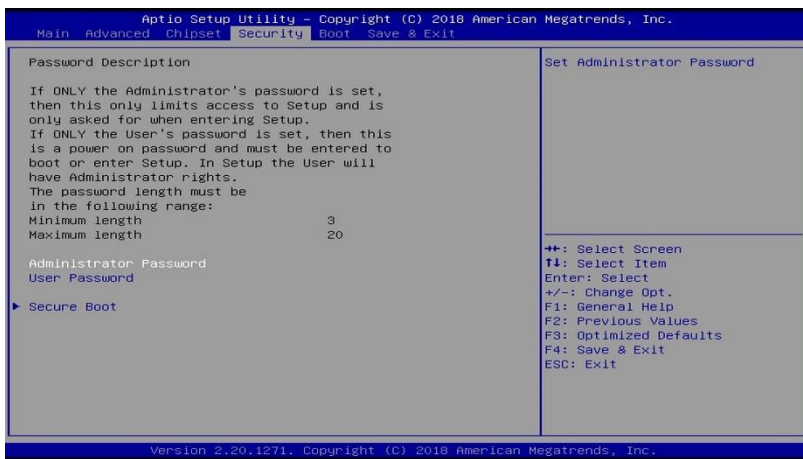 Aptio Setup Utility – Copyright (C) 2018 American Megatrends, Inc.
Main Advanced Chipset Security Boot Save & Exit
Password Description
If ONLY the Administrator's password is set,
then this only limits access to Setup and is
only asked for when entering Setup.
If ONLY the User's password is set, then this
is a power on password and must be entered to
boot or enter Setup. In Setup the User will
have Administrator rights.
The password length must be
in the following range:
Minimum length 3
Maximum length 20
Administrator Password
User Password
► Secure Boot
Set Administrator Password
→←: Select Screen
↑↓: Select Item
Enter: Select
+/-: Change Opt.
F1: General Help
F2: Previous Values
F3: Optimized Defaults
F4: Save & Exit
ESC: Exit
Version 2.20.1271. Copyright (C) 2018 American Megatrends, Inc.